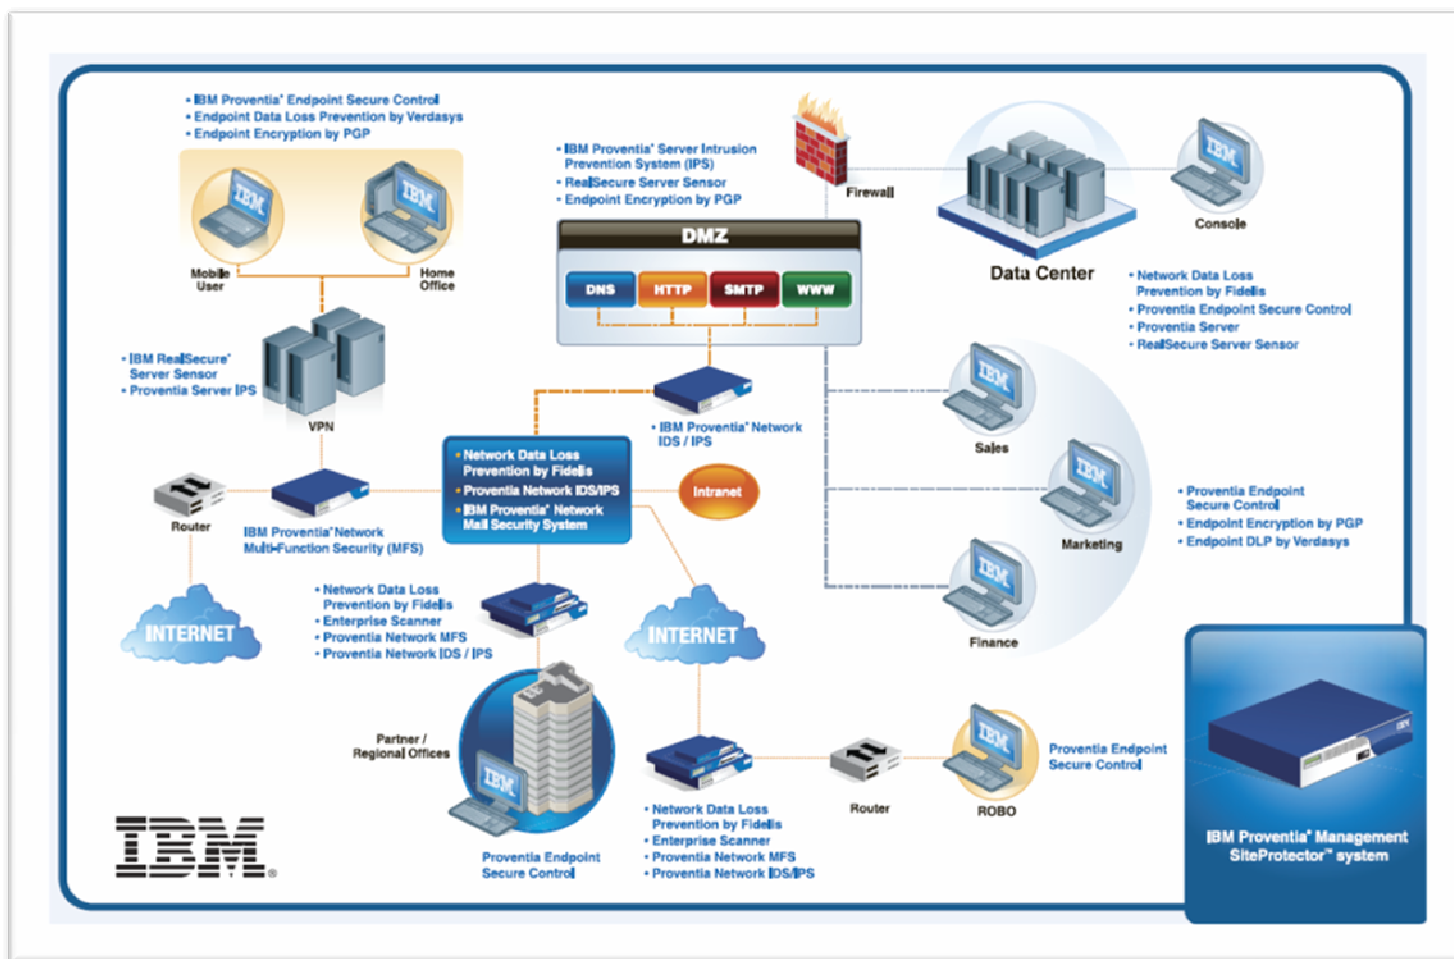 • IBM Proventia® Endpoint Secure Control
• Endpoint Data Loss Prevention by Verdasys
• Endpoint Encryption by PGP
IBM
IBM
Mobile
User
Home
Office
• IBM RealSecure®
Server Sensor
• Proventia Server IPS
VPN
• IBM Proventia® Server Intrusion
Prevention System (IPS)
• RealSecure Server Sensor
• Endpoint Encryption by PGP
DMZ
DNS
HTTP
SMTP
WWW
Firewall
Data Center
IBM
Console
• Network Data Loss
Prevention by Fidelis
• Proventia Endpoint Secure Control
• Proventia Server
• RealSecure Server Sensor
• IBM Proventia® Network
IDS / IPS
IBM
Sales
IBM
Marketing
IBM
Finance
• Proventia Endpoint
Secure Control
• Endpoint Encryption by PGP
• Endpoint DLP by Verdasys
Router
IBM Proventia® Network
Multi-Function Security (MFS)
• Network Data Loss
Prevention by Fidelis
• Proventia Network IDS/IPS
• IBM Proventia® Network
Mail Security System
Intranet
INTERNET
• Network Data Loss
Prevention by Fidelis
• Enterprise Scanner
• Proventia Network MFS
• Proventia Network IDS / IPS
INTERNET
Partner /
Regional Offices
IBM
Proventia Endpoint
Secure Control
• Network Data Loss
Prevention by Fidelis
• Enterprise Scanner
• Proventia Network MFS
• Proventia Network IDS/IPS
Router
IBM
ROBO
Proventia Endpoint
Secure Control
IBM®
IBM
IBM Proventia® Management
SiteProtector™ system